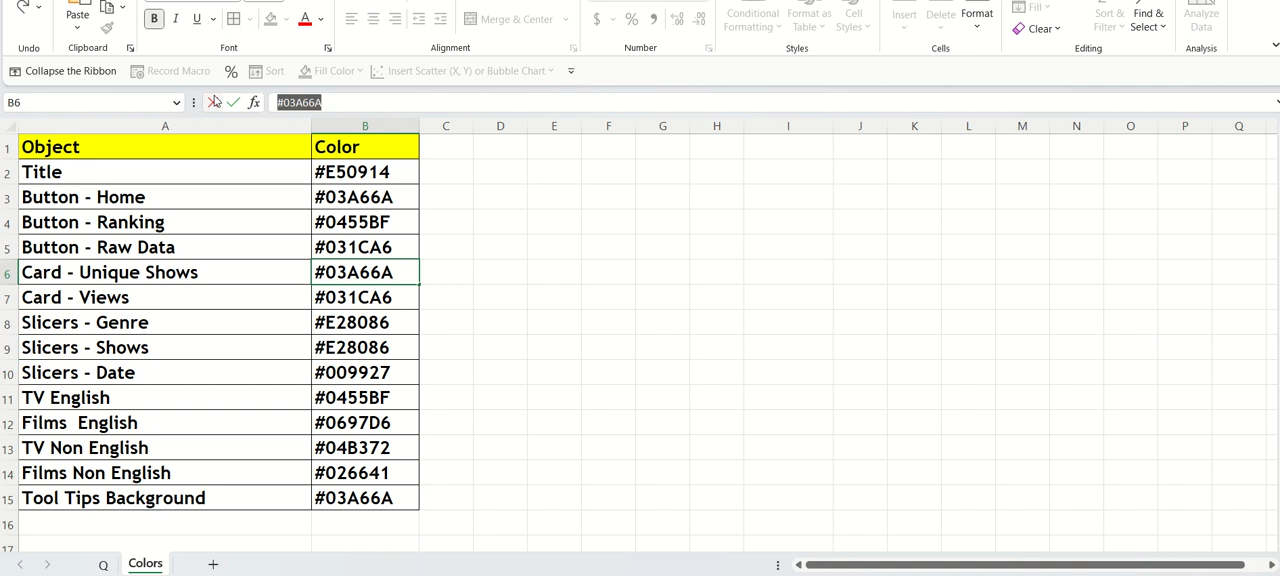 Paste
B I U A
Merge & Center
$ % 9
Conditional Formatting
Format as Table
Cell Styles
Insert Delete Format
Fill
Clear
Sort & Filter
Find & Select
Analyze Data
Undo Clipboard Font Alignment Number Styles Cells Editing Analysis
Collapse the Ribbon Record Macro % Sort Fill Color Insert Scatter (X, Y) or Bubble Chart
B6 fx #03A66A
A B C D E F G H I J K L M N O P Q
1 Object Color
2 Title #E50914
3 Button - Home #03A66A
4 Button - Ranking #0455BF
5 Button - Raw Data #031CA6
6 Card - Unique Shows #03A66A
7 Card - Views #031CA6
8 Slicers - Genre #E28086
9 Slicers - Shows #E28086
10 Slicers - Date #009927
11 TV English #0455BF
12 Films  English #0697D6
13 TV Non English #04B372
14 Films Non English #026641
15 Tool Tips Background #03A66A
16
17
Q Colors +